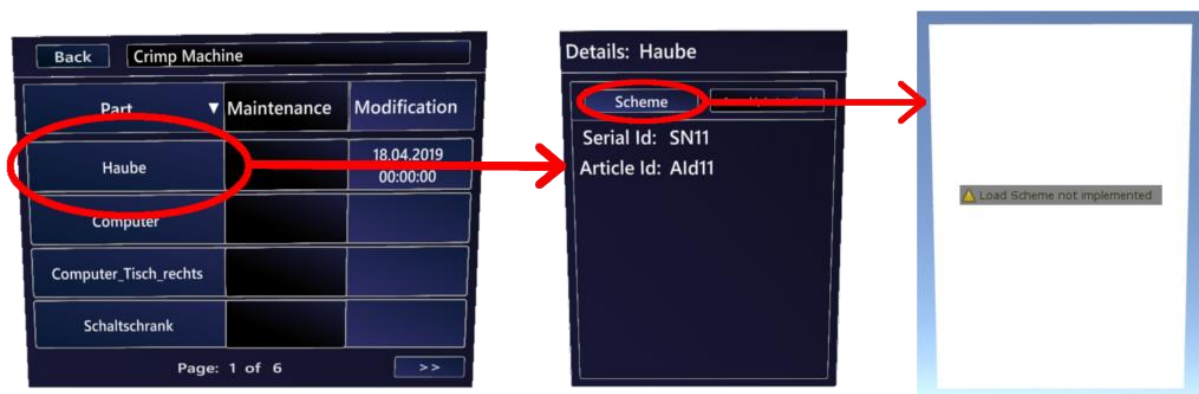 Back
Crimp Machine
Part ▼ Maintenance Modification
Haube
18.04.2019
00:00:00
Computer
Computer_Tisch_rechts
Schaltschrank
Page: 1 of 6
>>
Details: Haube
Scheme
Serial Id: SN11
Article Id: AId11
⚠ Load Scheme not implemented